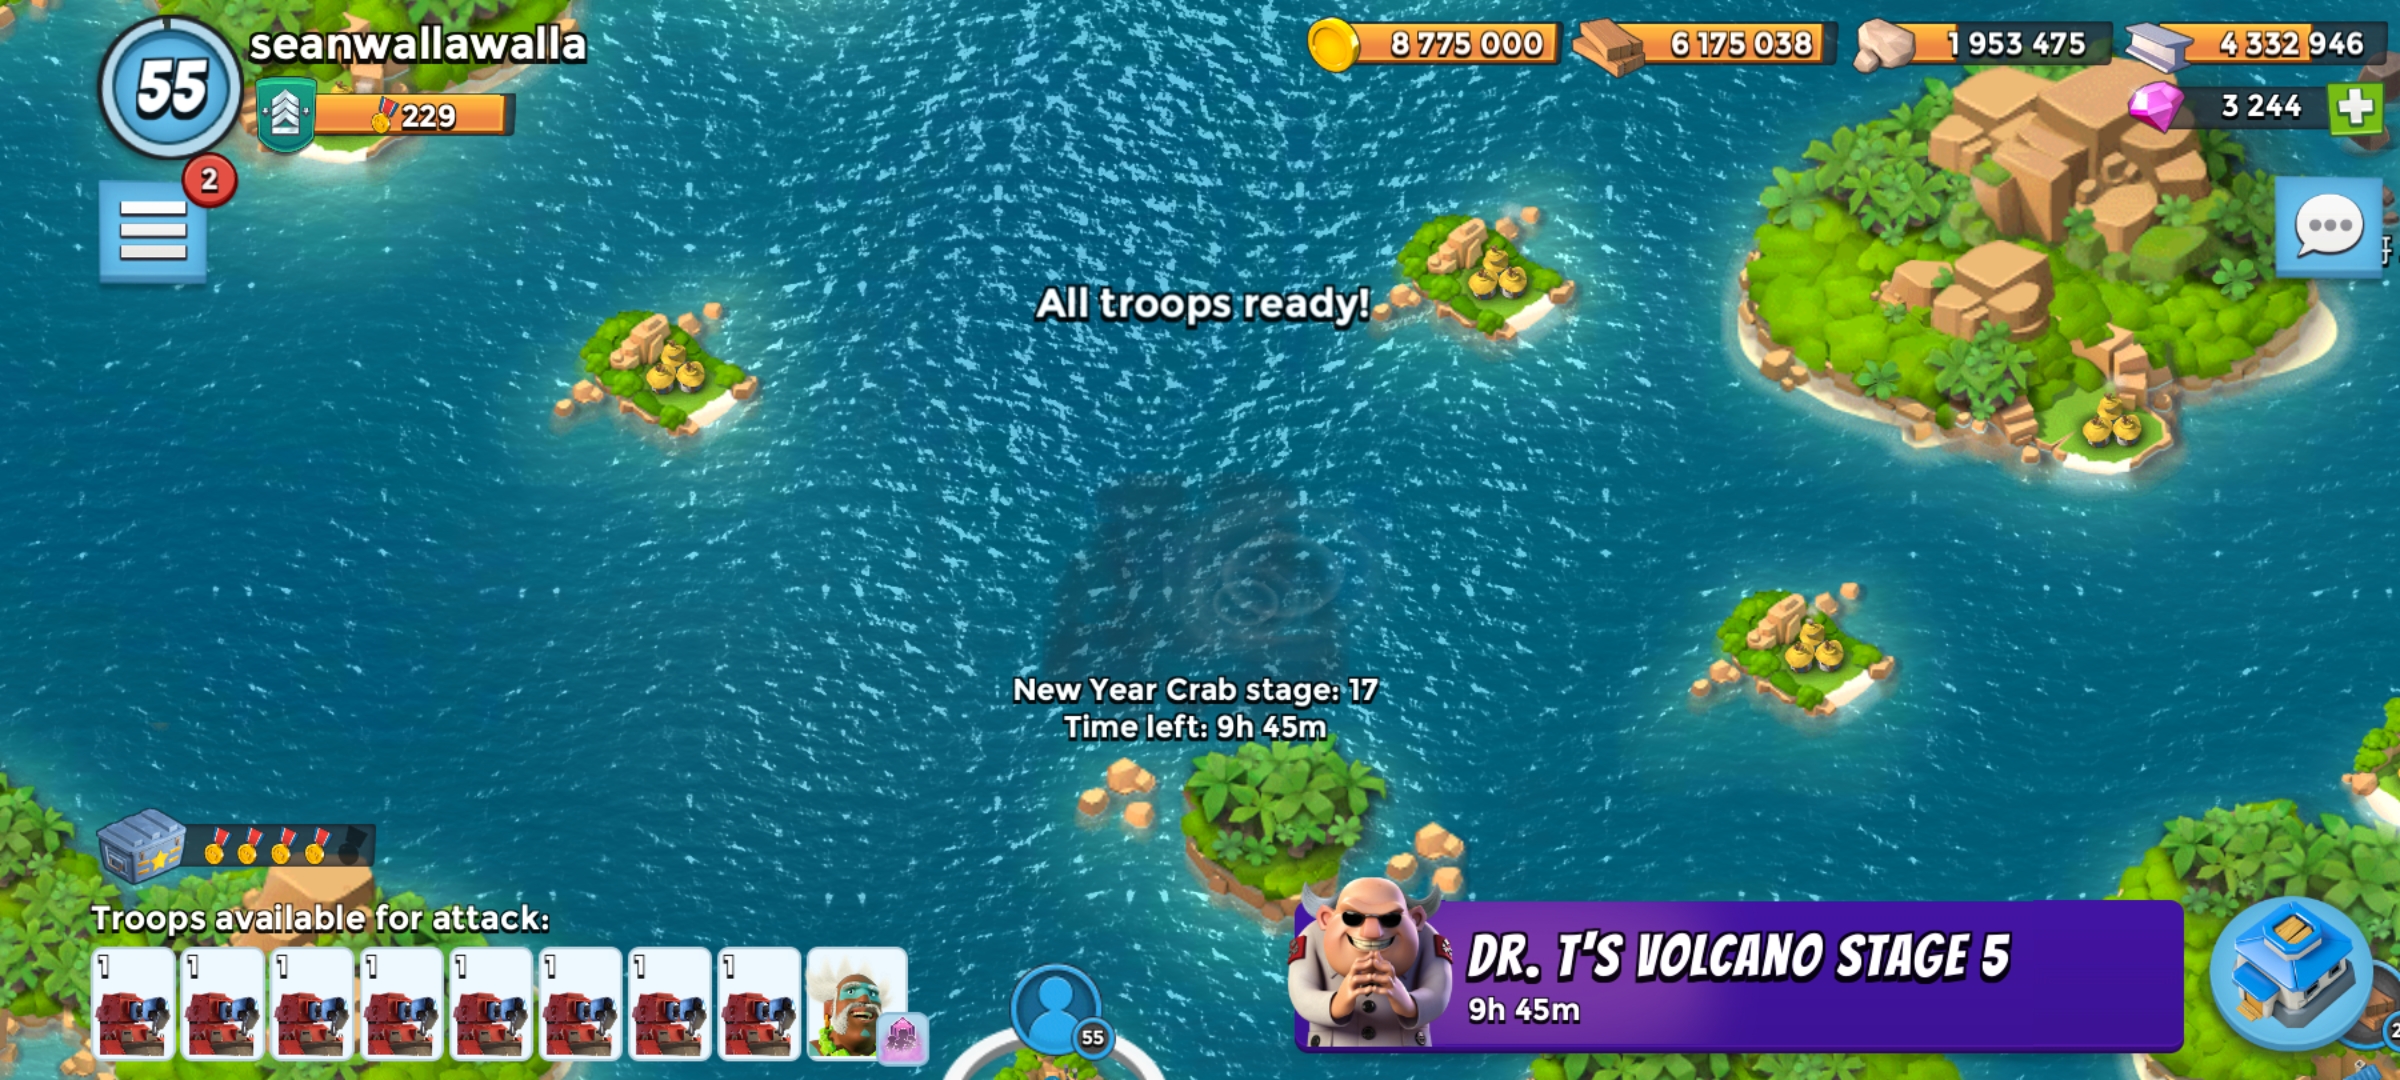 55
seanwallawalla
229
2
8 775 000
6 175 038
1 953 475
4 332 946
3 244
All troops ready!
New Year Crab stage: 17
Time left: 9h 45m
Troops available for attack:
1
1
1
1
1
1
1
1
55
DR. T'S VOLCANO STAGE 5
9h 45m